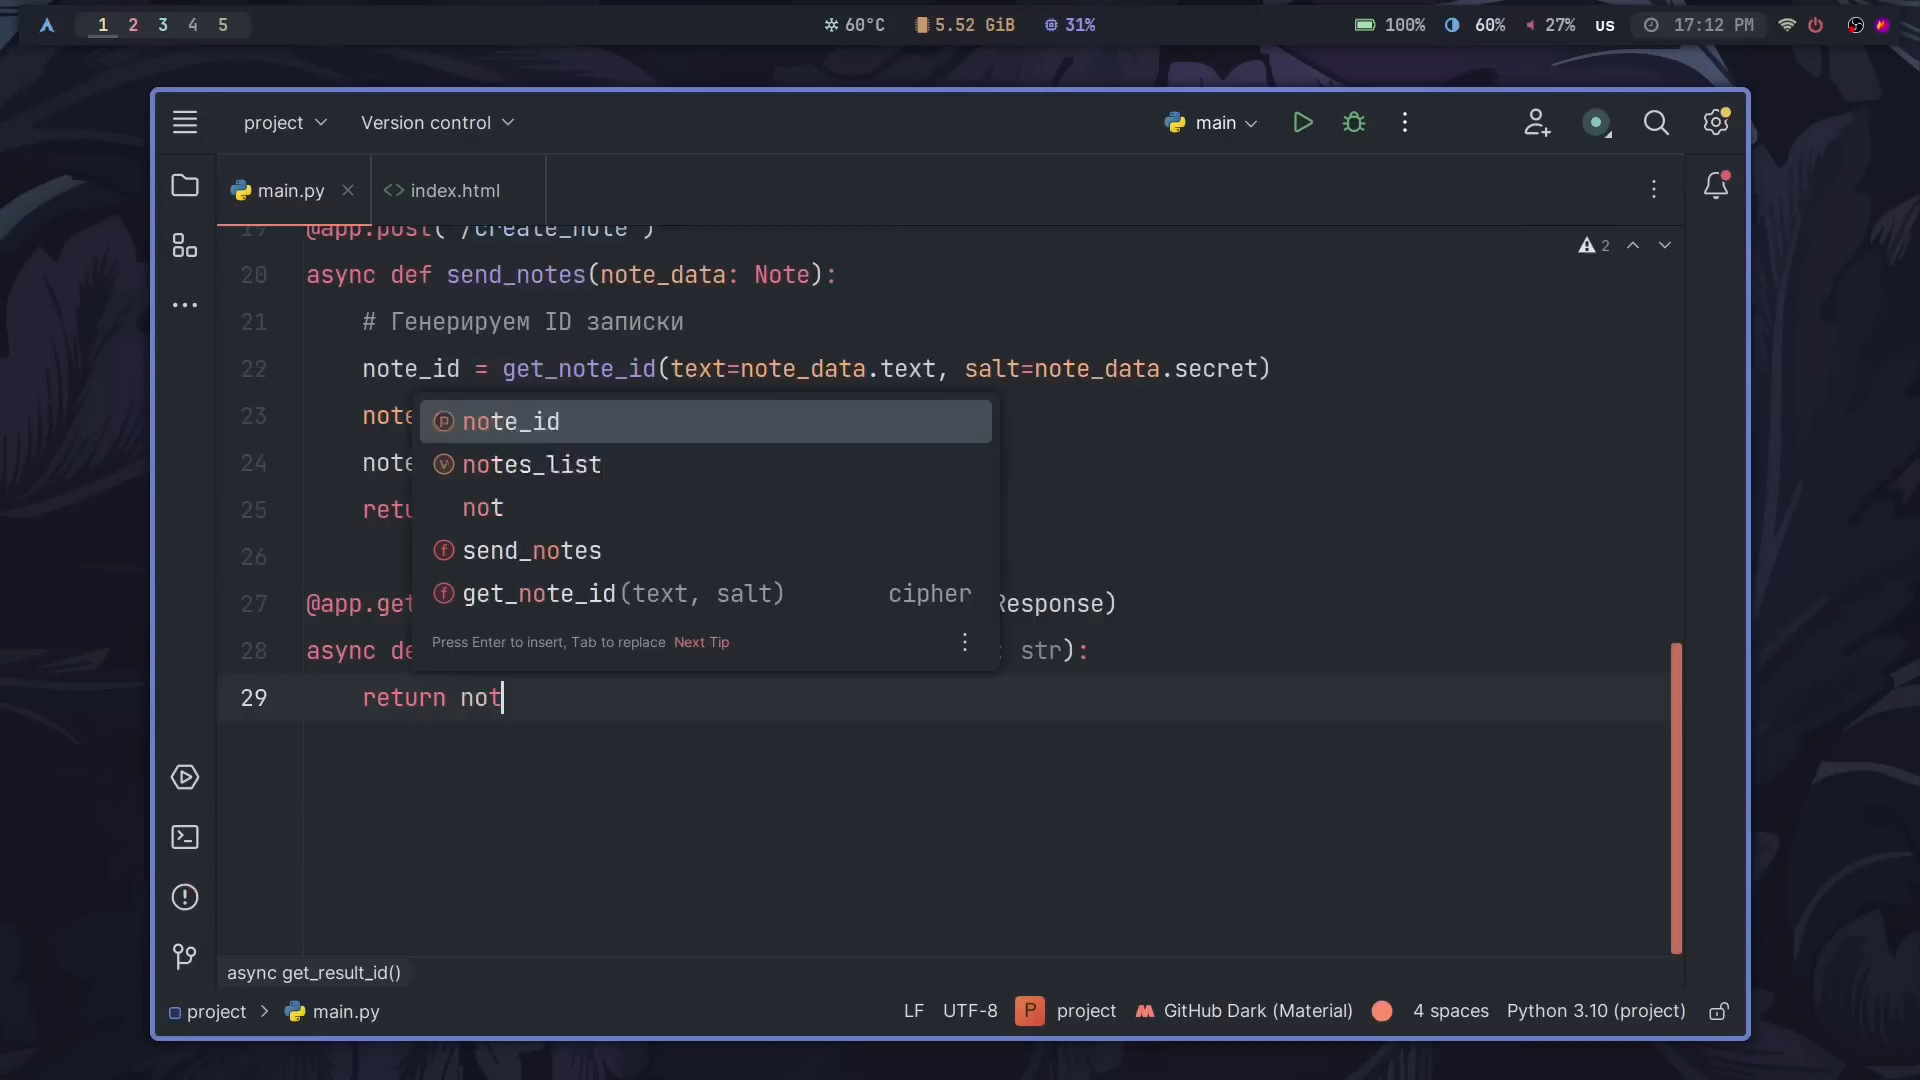 1 2 3 4 5
60°C 5.52 GiB 31%
100% 60% 27% US 17:12 PM
project Version control
main
main.py index.html
19 @app.post("/create_note")
2
20 async def send_notes(note_data: Note):
21 # Генерируем ID записки
22 note_id = get_note_id(text=note_data.text, salt=note_data.secret)
23 note
24 note
25 retu
26
27 @app.get Response)
28 async de : str):
29 return not
note_id
notes_list
not
send_notes
get_note_id(text, salt) cipher
Press Enter to insert, Tab to replace Next Tip
async get_result_id()
project > main.py
LF UTF-8 P project GitHub Dark (Material) 4 spaces Python 3.10 (project)